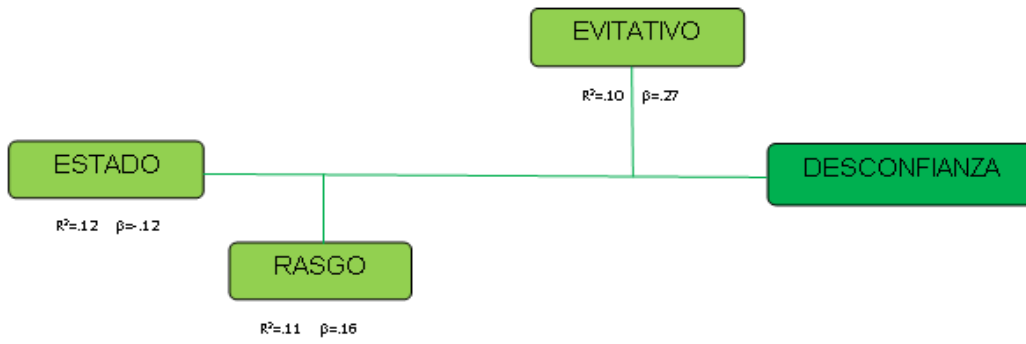 EVITATIVO
R²=.10 β=.27
ESTADO
DESCONFIANZA
R²=.12 β=-.12
RASGO
R²=.11 β=.16